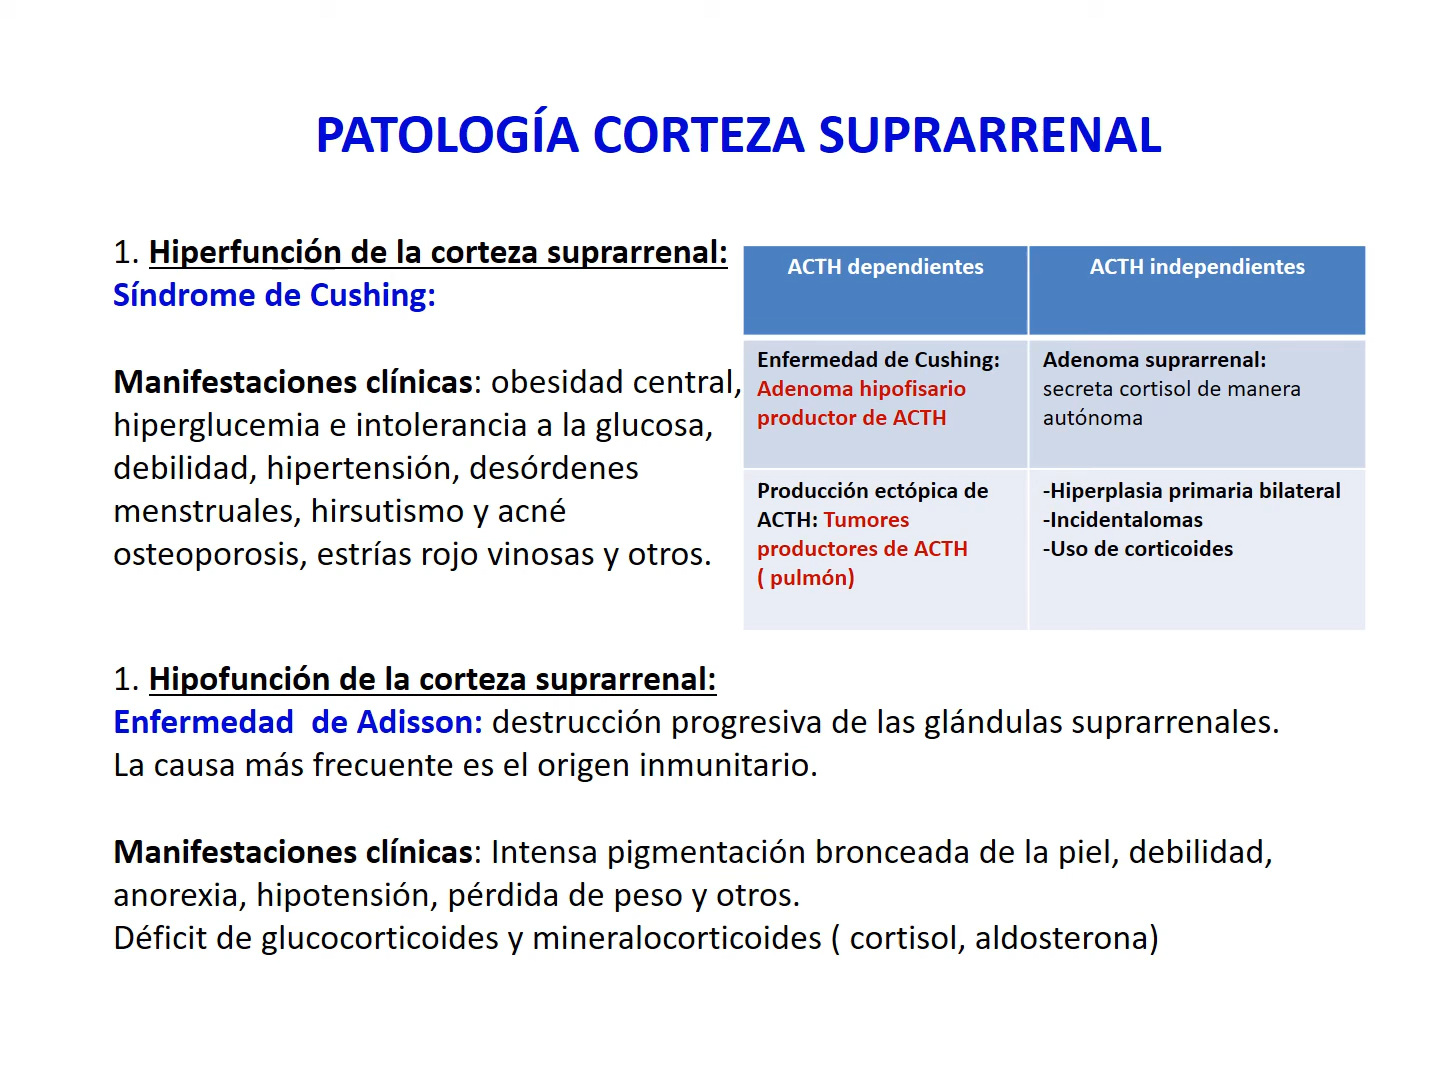 PATOLOGÍA CORTEZA SUPRARRENAL
1. Hiperfunción de la corteza suprarrenal:
Síndrome de Cushing:
Manifestaciones clínicas: obesidad central,
hiperglucemia e intolerancia a la glucosa,
debilidad, hipertensión, desórdenes
menstruales, hirsutismo y acné
osteoporosis, estrías rojo vinosas y otros.
ACTH dependientes
ACTH independientes
Enfermedad de Cushing:
Adenoma hipofisario
productor de ACTH
Adenoma suprarrenal:
secreta cortisol de manera
autónoma
Producción ectópica de
ACTH: Tumores
productores de ACTH
( pulmón)
-Hiperplasia primaria bilateral
-Incidentalomas
-Uso de corticoides
1. Hipofunción de la corteza suprarrenal:
Enfermedad  de Adisson: destrucción progresiva de las glándulas suprarrenales.
La causa más frecuente es el origen inmunitario.
Manifestaciones clínicas: Intensa pigmentación bronceada de la piel, debilidad,
anorexia, hipotensión, pérdida de peso y otros.
Déficit de glucocorticoides y mineralocorticoides ( cortisol, aldosterona)